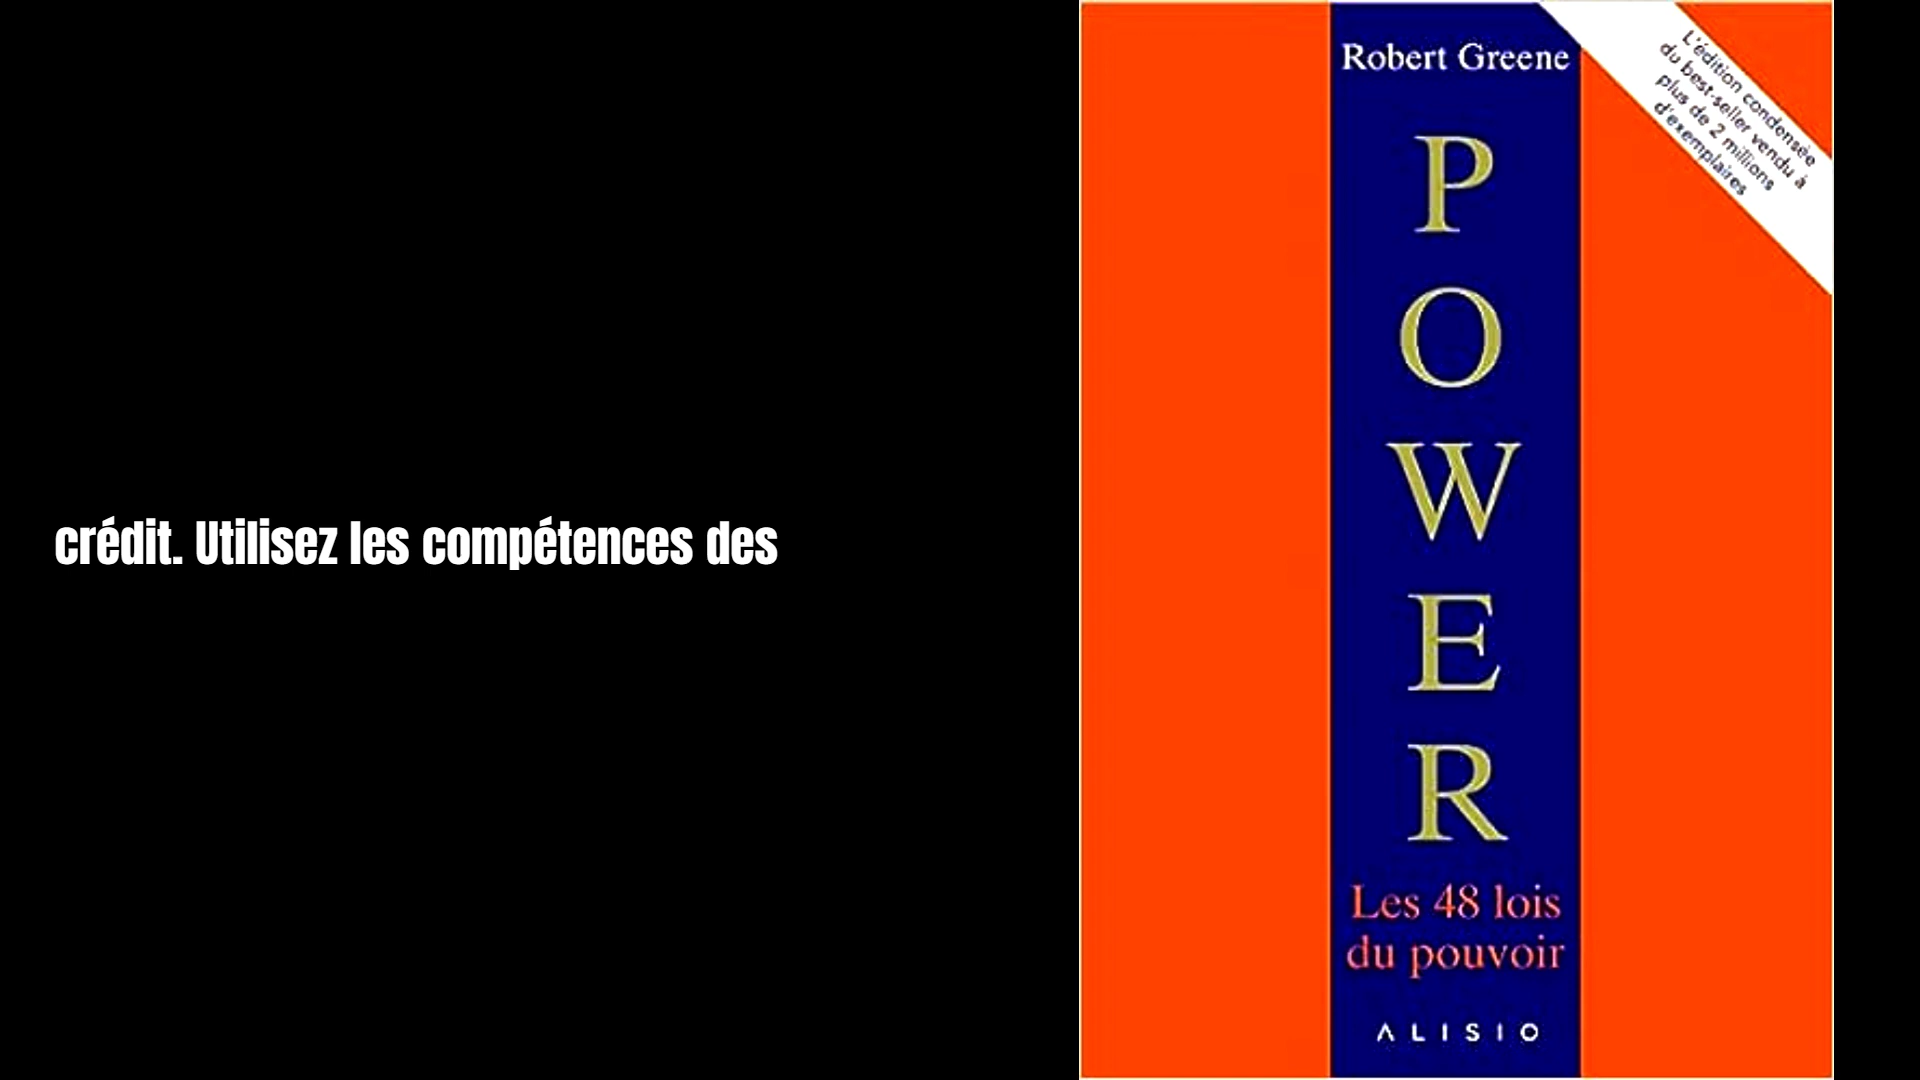 crédit. Utilisez les compétences des
Robert Greene
L'édition condensée
du best-seller vendu à
plus de 2 millions
d'exemplaires
POWER
Les 48 lois
du pouvoir
ALISIO